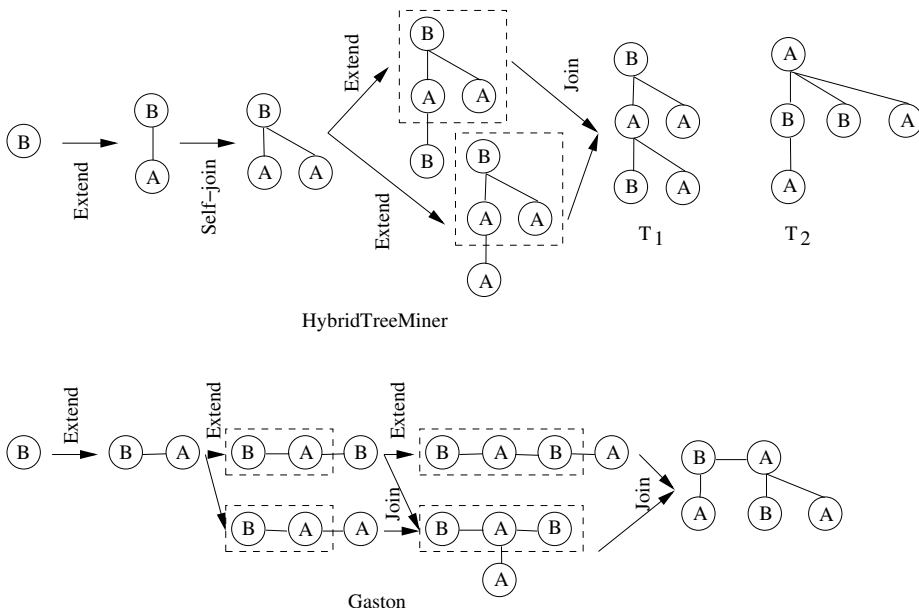 B
Extend
B
A
Self-join
B
A A
Extend
Extend
B
A A
B
B
A A
A
Join
B
A A
B A
T1
A
B B A
A
T2
HybridTreeMiner
B
Extend
B A
Extend
B A B
B A A
Extend
Join
B A B A
B A B
A
Join
B A
A B A
Gaston